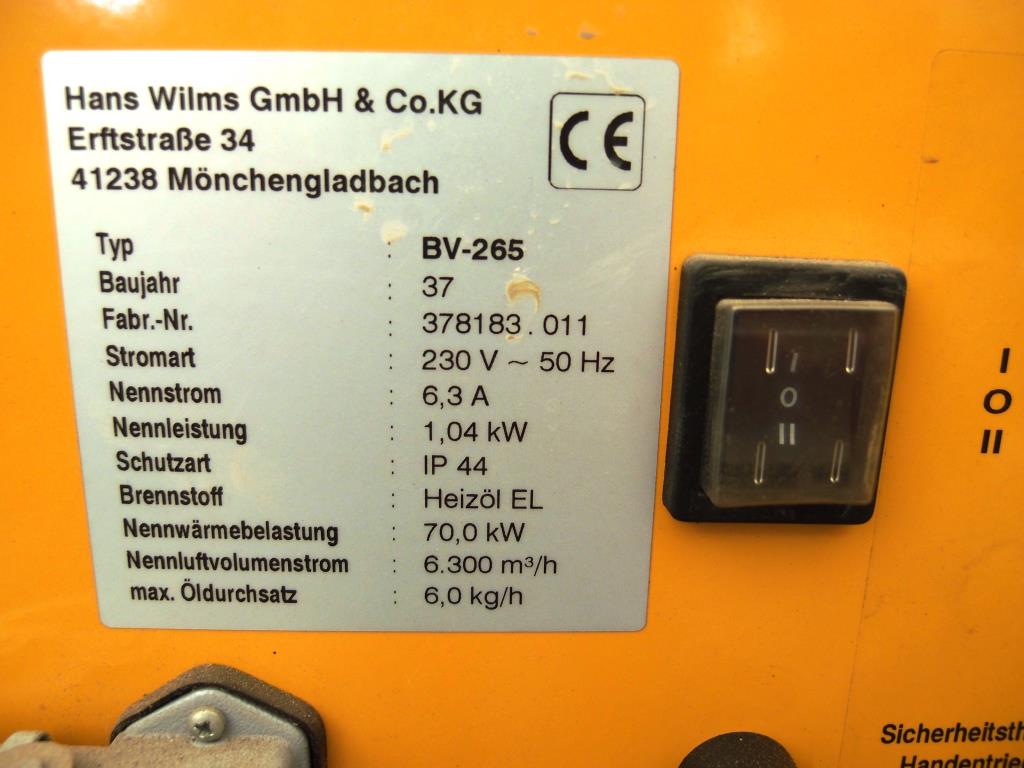 Hans Wilms GmbH & Co.KG
Erftstraße 34
41238 Mönchengladbach
CE
Typ : BV-265
Baujahr : 37
Fabr.-Nr. : 378183.011
Stromart : 230 V ~ 50 Hz
Nennstrom : 6,3 A
Nennleistung : 1,04 kW
Schutzart : IP 44
Brennstoff : Heizöl EL
Nennwärmebelastung : 70,0 kW
Nennluftvolumenstrom : 6.300 m³/h
max. Öldurchsatz : 6,0 kg/h
I
O
II
I
O
II
Sicherheitsth
Handentrie